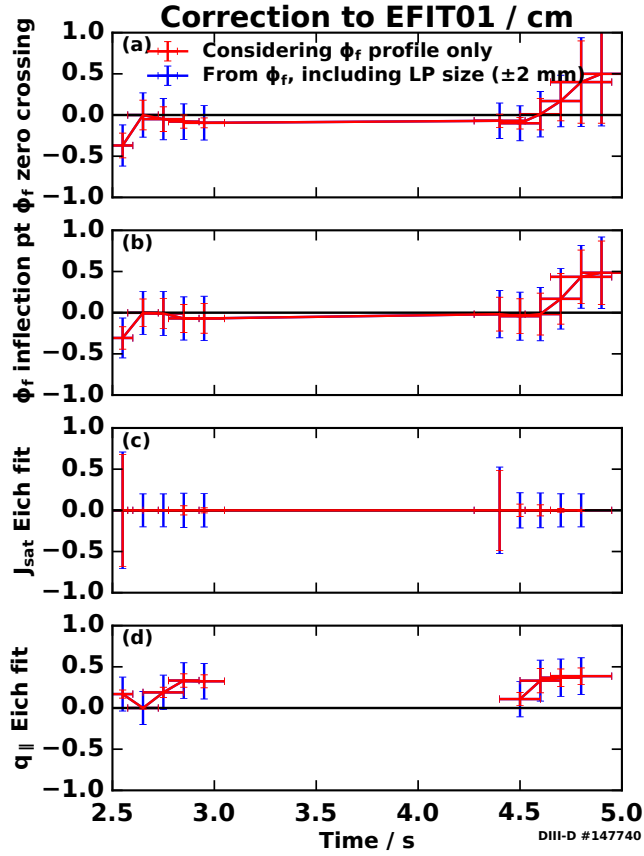 Correction to EFIT01 / cm
(a)
Considering ϕf profile only
From ϕf, including LP size (±2 mm)
ϕf zero crossing
1.0
0.5
0.0
−0.5
−1.0
(b)
ϕf inflection pt
1.0
0.5
0.0
−0.5
−1.0
(c)
Jsat Eich fit
1.0
0.5
0.0
−0.5
−1.0
(d)
q∥ Eich fit
1.0
0.5
0.0
−0.5
−1.0
2.5 3.0 3.5 4.0 4.5 5.0
Time / s
DIII-D #147740